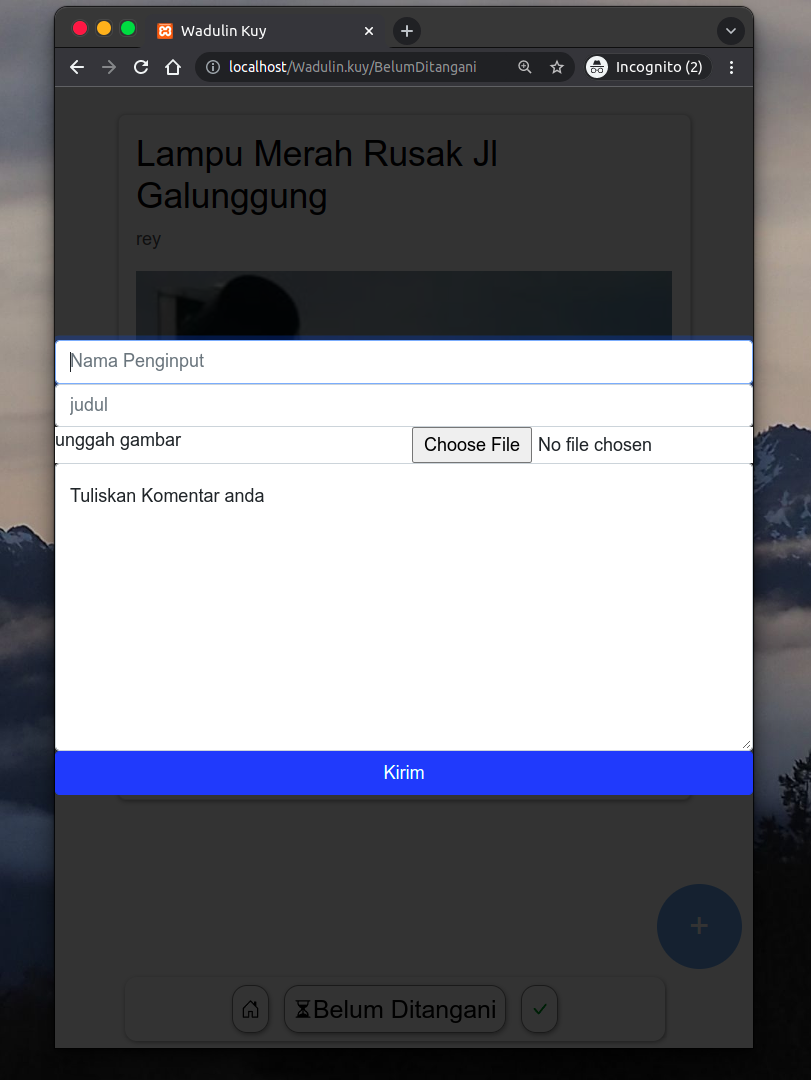 Wadulin Kuy
localhost/Wadulin.kuy/BelumDitangani
Incognito (2)
Lampu Merah Rusak Jl
Galunggung
rey
Nama Penginput
judul
unggah gambar
Choose File No file chosen
Tuliskan Komentar anda
Kirim
+
Belum Ditangani